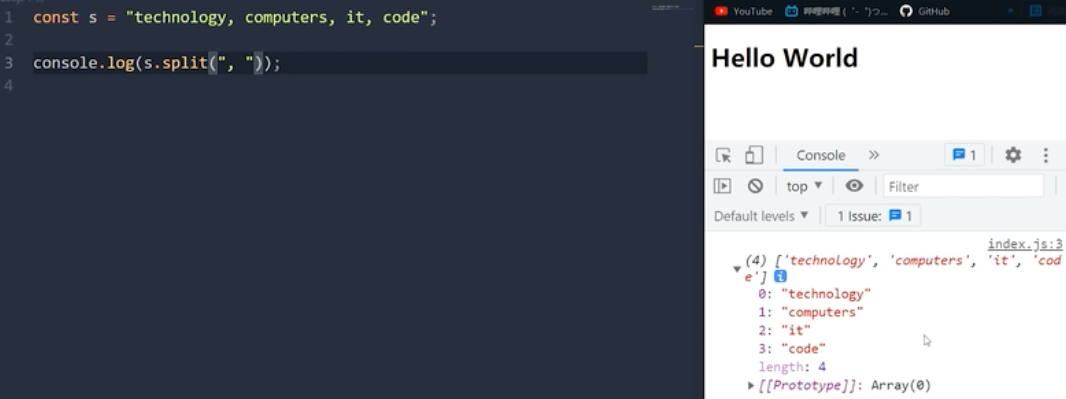 1 const s = "technology, computers, it, code";
2
3 console.log(s.split(", "));
4
YouTube 哔哩哔哩 ( ゜- ゜)つ... GitHub
Hello World
Console » 1
top ▼ Filter
Default levels ▼ 1 Issue: 1
index.js:3
(4) ['technology', 'computers', 'it', 'cod
e']
0: "technology"
1: "computers"
2: "it"
3: "code"
length: 4
[[Prototype]]: Array(0)